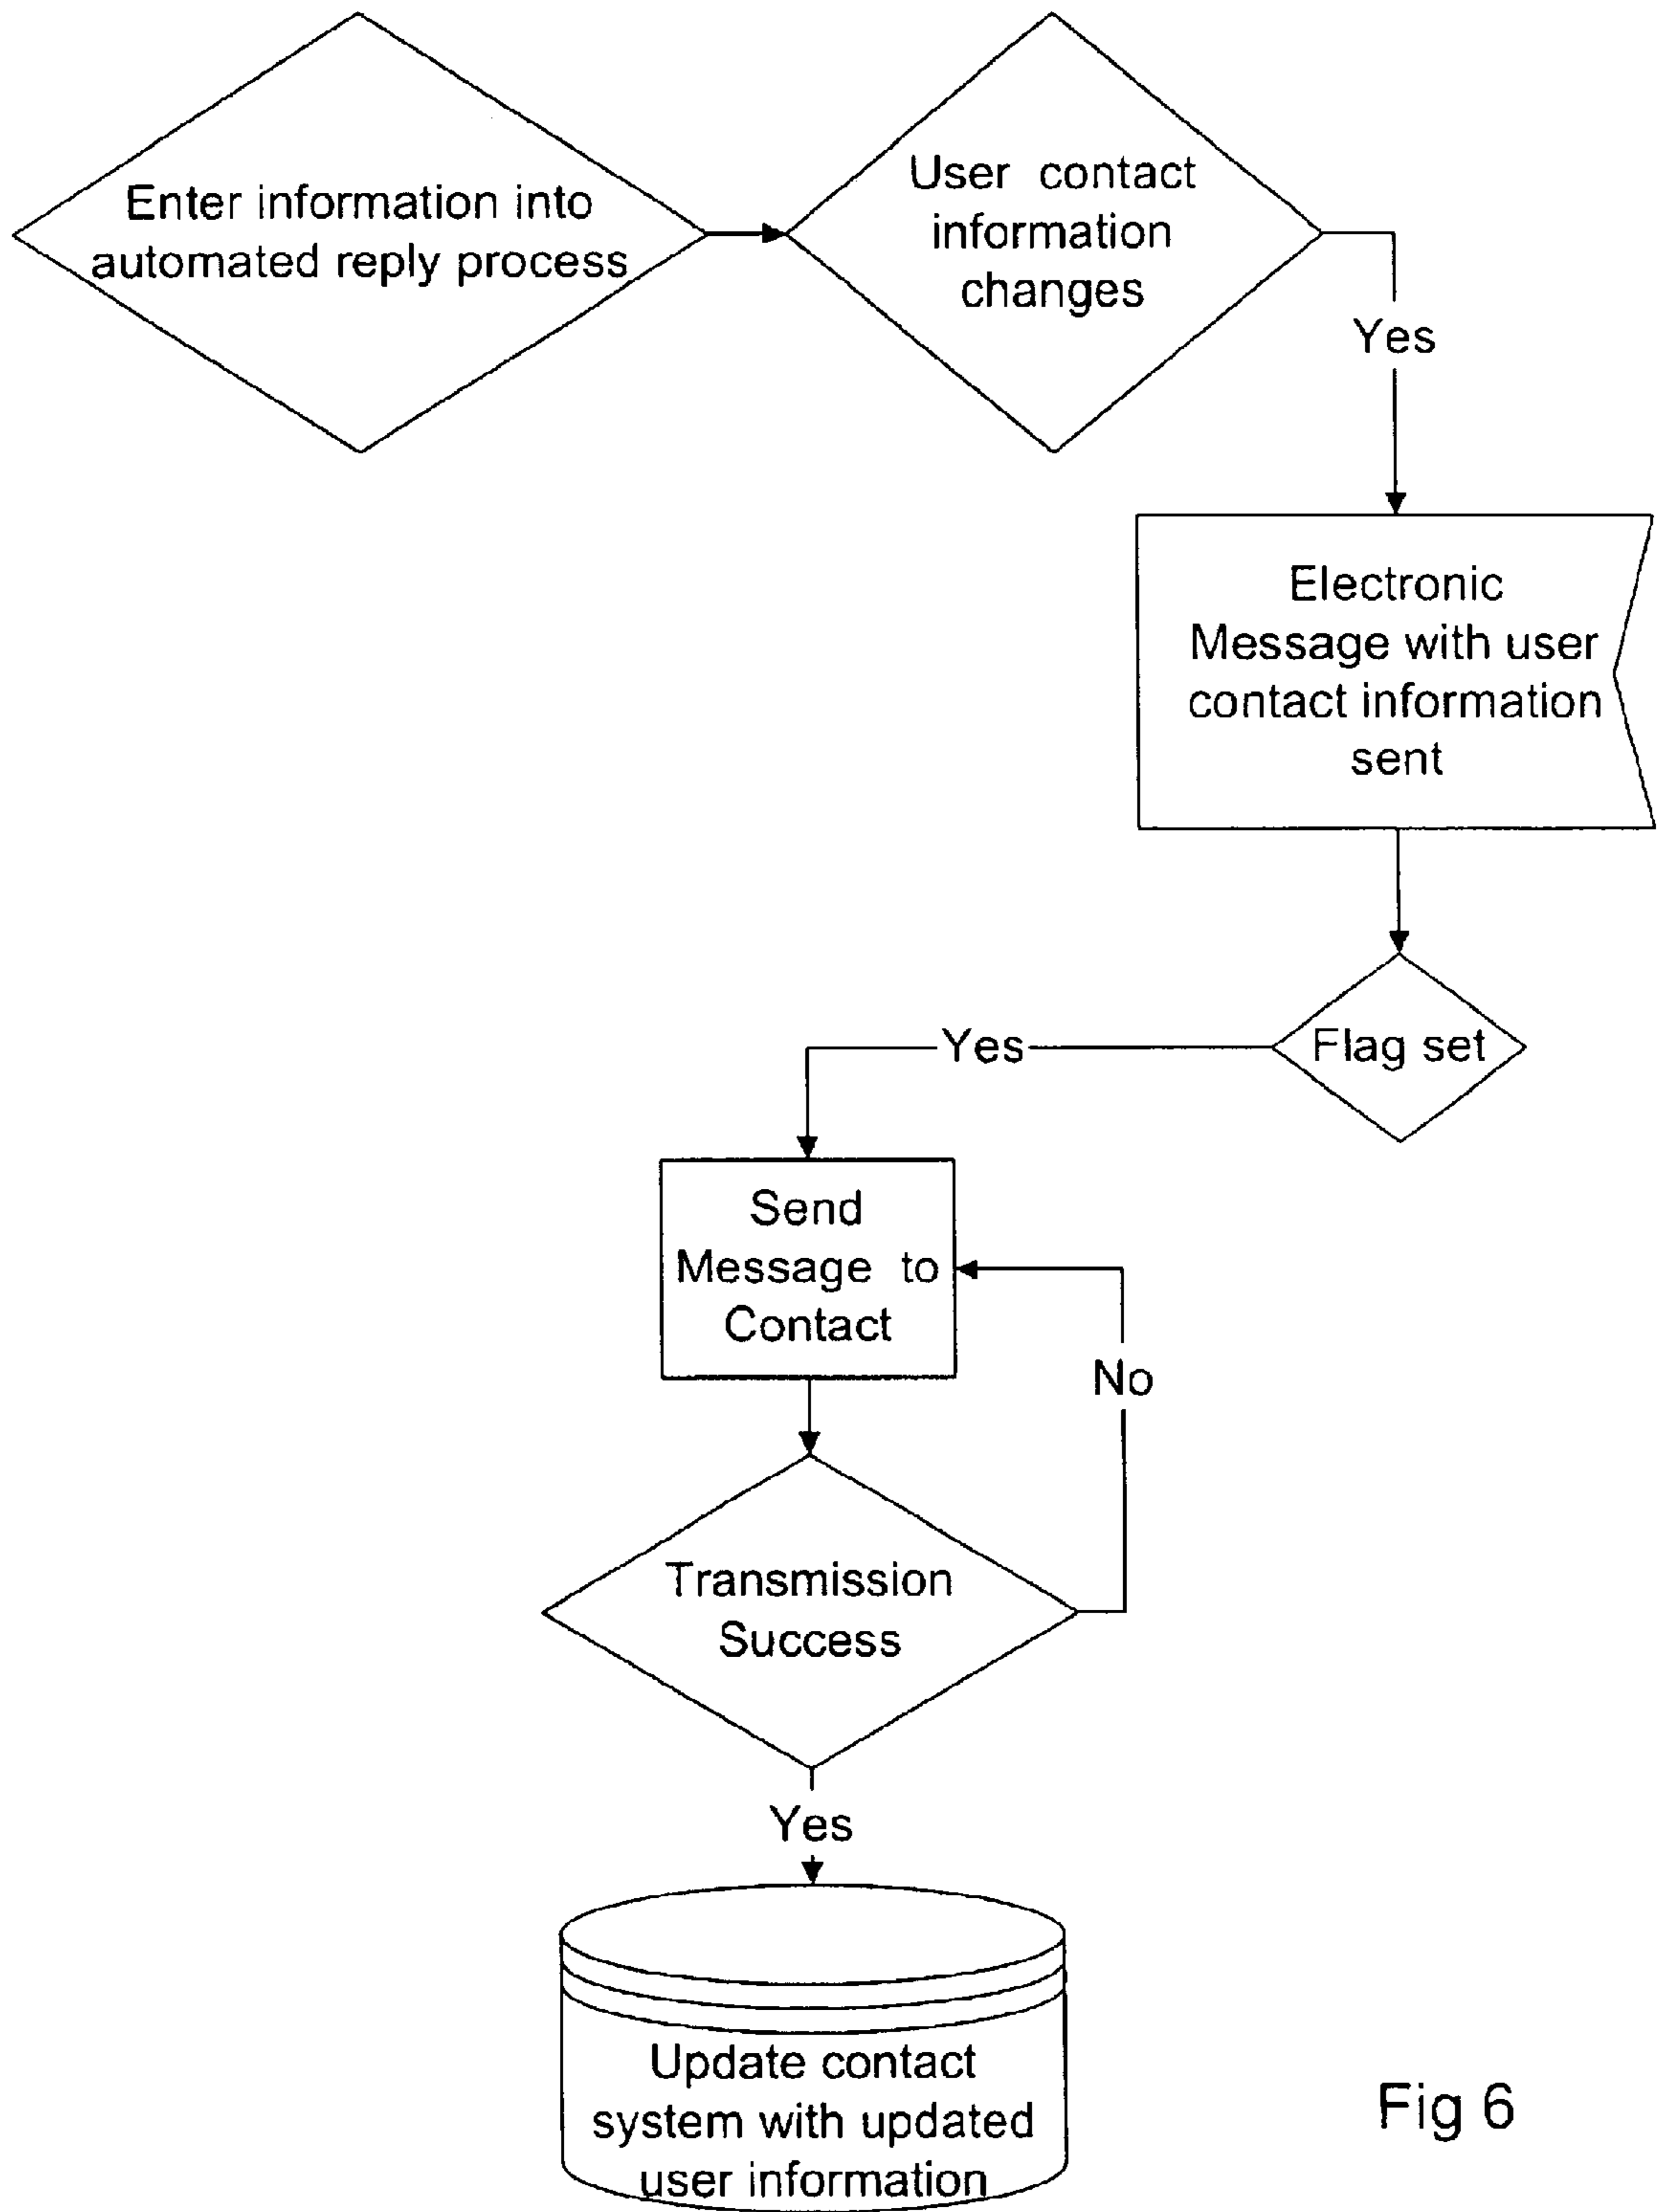 Enter information into
automated reply process
User contact
information
changes
Yes
Electronic
Message with user
contact information
sent
Flag set
Yes
Send
Message to
Contact
No
Transmission
Success
Yes
Update contact
system with updated
user information
Fig 6